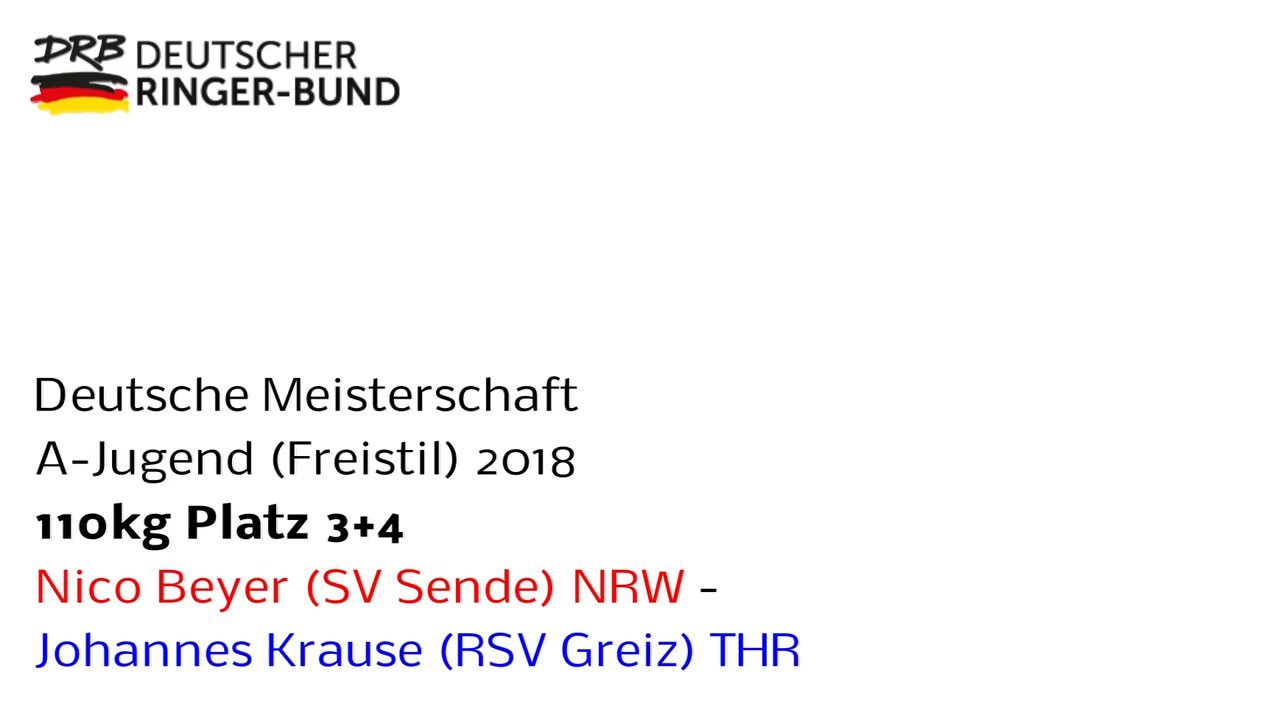 DRB DEUTSCHER
RINGER-BUND
Deutsche Meisterschaft
A-Jugend (Freistil) 2018
110kg Platz 3+4
Nico Beyer (SV Sende) NRW -
Johannes Krause (RSV Greiz) THR